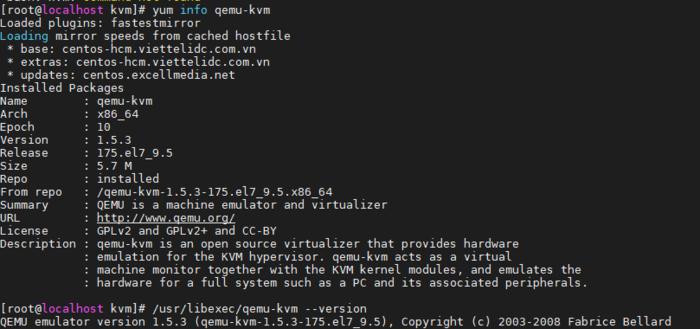 [root@localhost kvm]# yum info qemu-kvm
Loaded plugins: fastestmirror
Loading mirror speeds from cached hostfile
 * base: centos-hcm.viettelidc.com.vn
 * extras: centos-hcm.viettelidc.com.vn
 * updates: centos.excellmedia.net
Installed Packages
Name        : qemu-kvm
Arch        : x86_64
Epoch       : 10
Version     : 1.5.3
Release     : 175.el7_9.5
Size        : 5.7 M
Repo        : installed
From repo   : /qemu-kvm-1.5.3-175.el7_9.5.x86_64
Summary     : QEMU is a machine emulator and virtualizer
URL         : http://www.qemu.org/
License     : GPLv2 and GPLv2+ and CC-BY
Description : qemu-kvm is an open source virtualizer that provides hardware
            : emulation for the KVM hypervisor. qemu-kvm acts as a virtual
            : machine monitor together with the KVM kernel modules, and emulates the
            : hardware for a full system such as a PC and its associated peripherals.
[root@localhost kvm]# /usr/libexec/qemu-kvm --version
QEMU emulator version 1.5.3 (qemu-kvm-1.5.3-175.el7_9.5), Copyright (c) 2003-2008 Fabrice Bellard